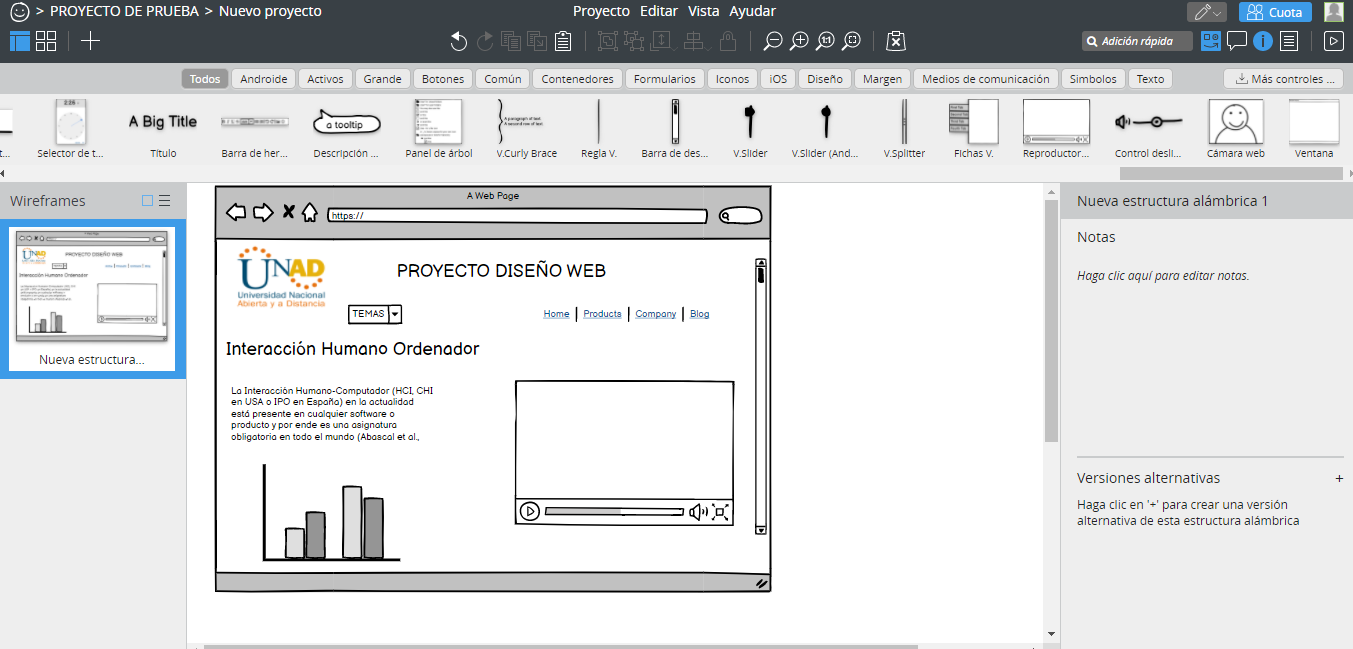 > PROYECTO DE PRUEBA > Nuevo proyecto
Proyecto Editar Vista Ayudar
Cuota
1:1
Adición rápida
Todos Androide Activos Grande Botones Común Contenedores Formularios Iconos iOS Diseño Margen Medios de comunicación Símbolos Texto Más controles ...
2:26
A Big Title
a tooltip
A paragraph of text.
A second row of text.
t... Selector de t... Título Barra de her... Descripción ... Panel de árbol V.Curly Brace Regla V. Barra de des... V.Slider V.Slider (And... V.Splitter Fichas V. Reproductor... Control desli... Cámara web Ventana
Wireframes
Nueva estructura...
A Web Page
https://
UNAD
Universidad Nacional
Abierta y a Distancia
PROYECTO DISEÑO WEB
TEMAS
Home Products Company Blog
Interacción Humano Ordenador
La Interacción Humano-Computador (HCI, CHI
en USA o IPO en España) en la actualidad
está presente en cualquier software o
producto y por ende es una asignatura
obligatoria en todo el mundo (Abascal et al.,
Nueva estructura alámbrica 1
Notas
Haga clic aquí para editar notas.
Versiones alternativas +
Haga clic en '+' para crear una versión
alternativa de esta estructura alámbrica